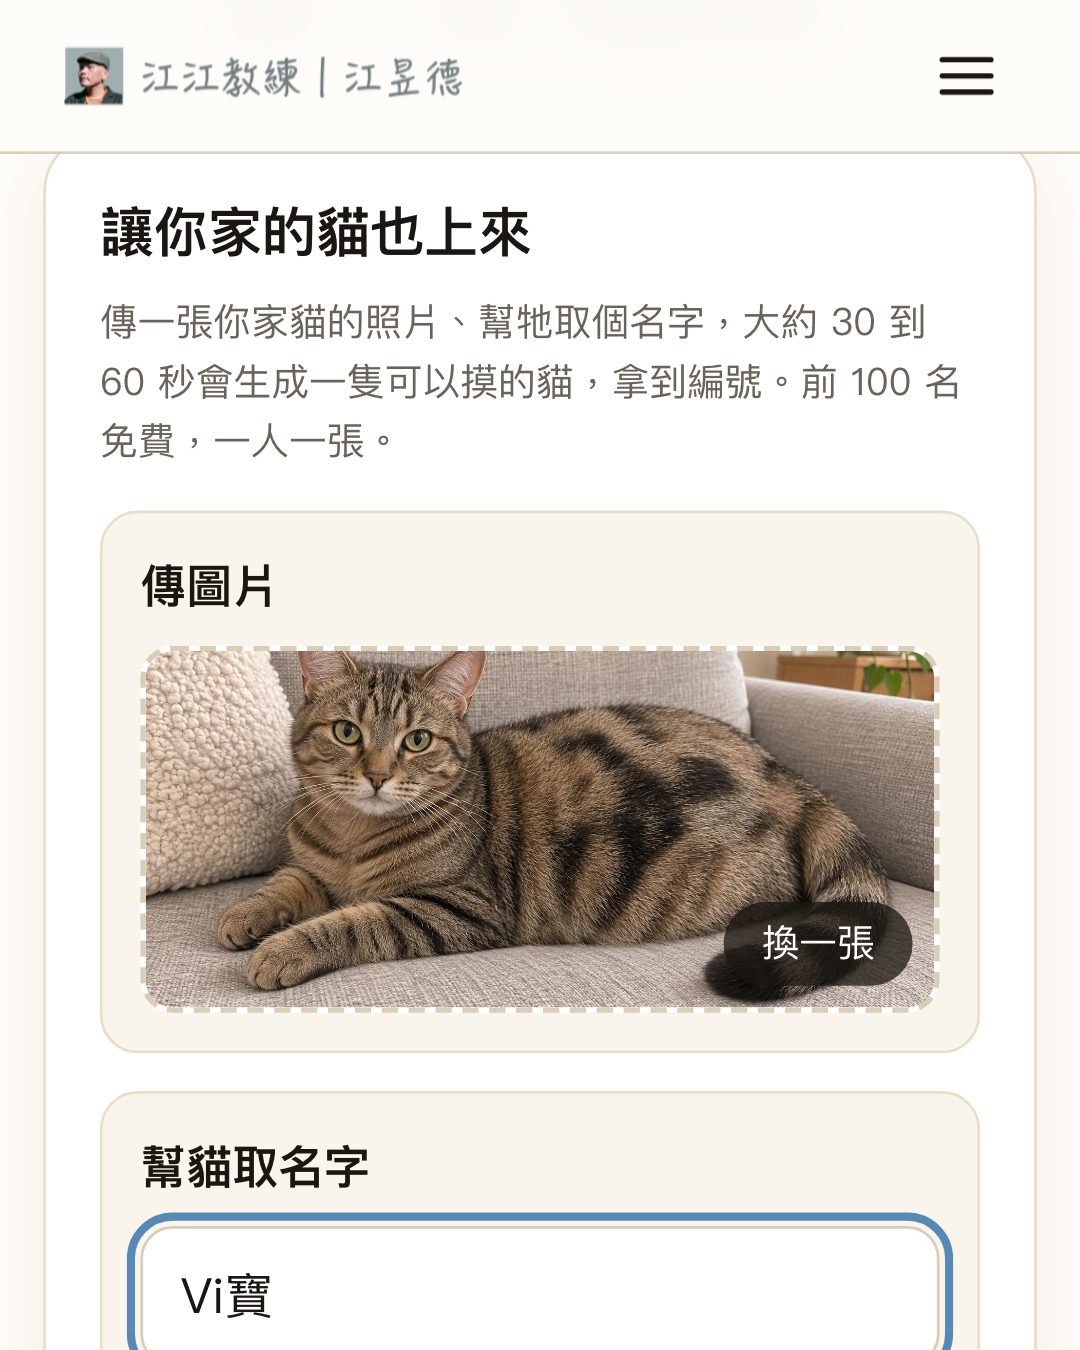 江江教練｜江昱德
讓你家的貓也上來
傳一張你家貓的照片、幫牠取個名字，大約 30 到
60 秒會生成一隻可以摸的貓，拿到編號。前 100 名
免費，一人一張。
傳圖片
換一張
幫貓取名字
Vi寶